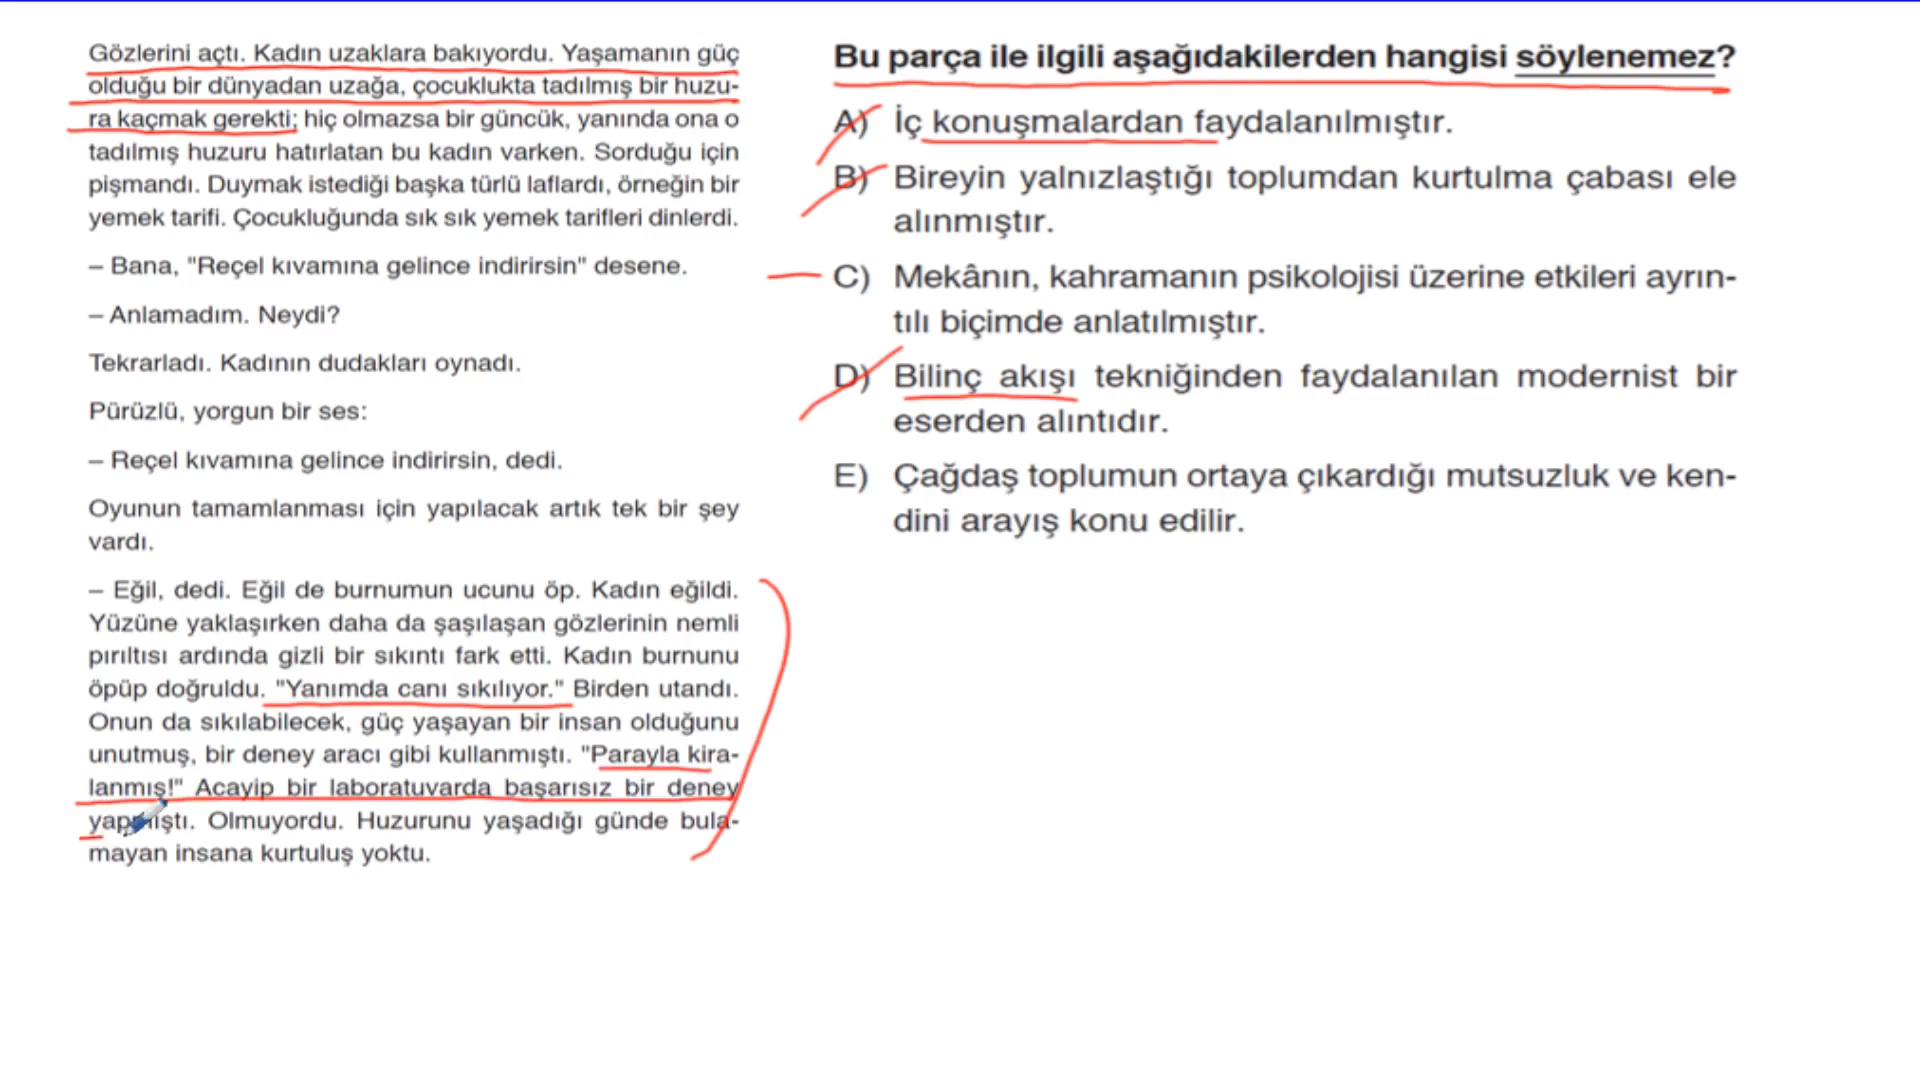 Gözlerini açtı. Kadın uzaklara bakıyordu. Yaşamanın güç
olduğu bir dünyadan uzağa, çocuklukta tadılmış bir huzu-
ra kaçmak gerekti; hiç olmazsa bir güncük, yanında ona o
tadılmış huzuru hatırlatan bu kadın varken. Sorduğu için
pişmandı. Duymak istediği başka türlü laflardı, örneğin bir
yemek tarifi. Çocukluğunda sık sık yemek tarifleri dinlerdi.
– Bana, "Reçel kıvamına gelince indirirsin" desene.
– Anlamadım. Neydi?
Tekrarladı. Kadının dudakları oynadı.
Pürüzlü, yorgun bir ses:
– Reçel kıvamına gelince indirirsin, dedi.
Oyunun tamamlanması için yapılacak artık tek bir şey
vardı.
– Eğil, dedi. Eğil de burnumun ucunu öp. Kadın eğildi.
Yüzüne yaklaşırken daha da şaşılaşan gözlerinin nemli
pırıltısı ardında gizli bir sıkıntı fark etti. Kadın burnunu
öpüp doğruldu. "Yanımda canı sıkılıyor." Birden utandı.
Onun da sıkılabilecek, güç yaşayan bir insan olduğunu
unutmuş, bir deney aracı gibi kullanmıştı. "Parayla kira-
lanmış!" Acayip bir laboratuvarda başarısız bir deney
yapmıştı. Olmuyordu. Huzurunu yaşadığı günde bula-
mayan insana kurtuluş yoktu.
Bu parça ile ilgili aşağıdakilerden hangisi söylenemez?
A) İç konuşmalardan faydalanılmıştır.
B) Bireyin yalnızlaştığı toplumdan kurtulma çabası ele
alınmıştır.
C) Mekânın, kahramanın psikolojisi üzerine etkileri ayrın-
tılı biçimde anlatılmıştır.
D) Bilinç akışı tekniğinden faydalanılan modernist bir
eserden alıntıdır.
E) Çağdaş toplumun ortaya çıkardığı mutsuzluk ve ken-
dini arayış konu edilir.